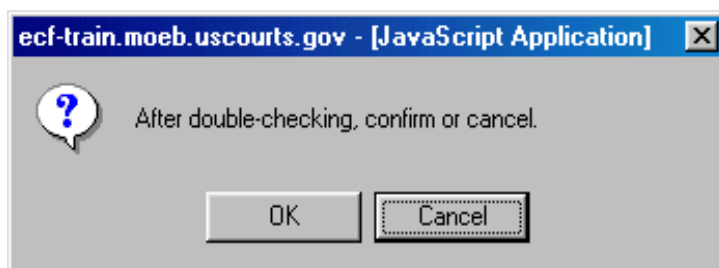 ecf-train.moeb.uscourts.gov - [JavaScript Application]
?
After double-checking, confirm or cancel.
OK Cancel